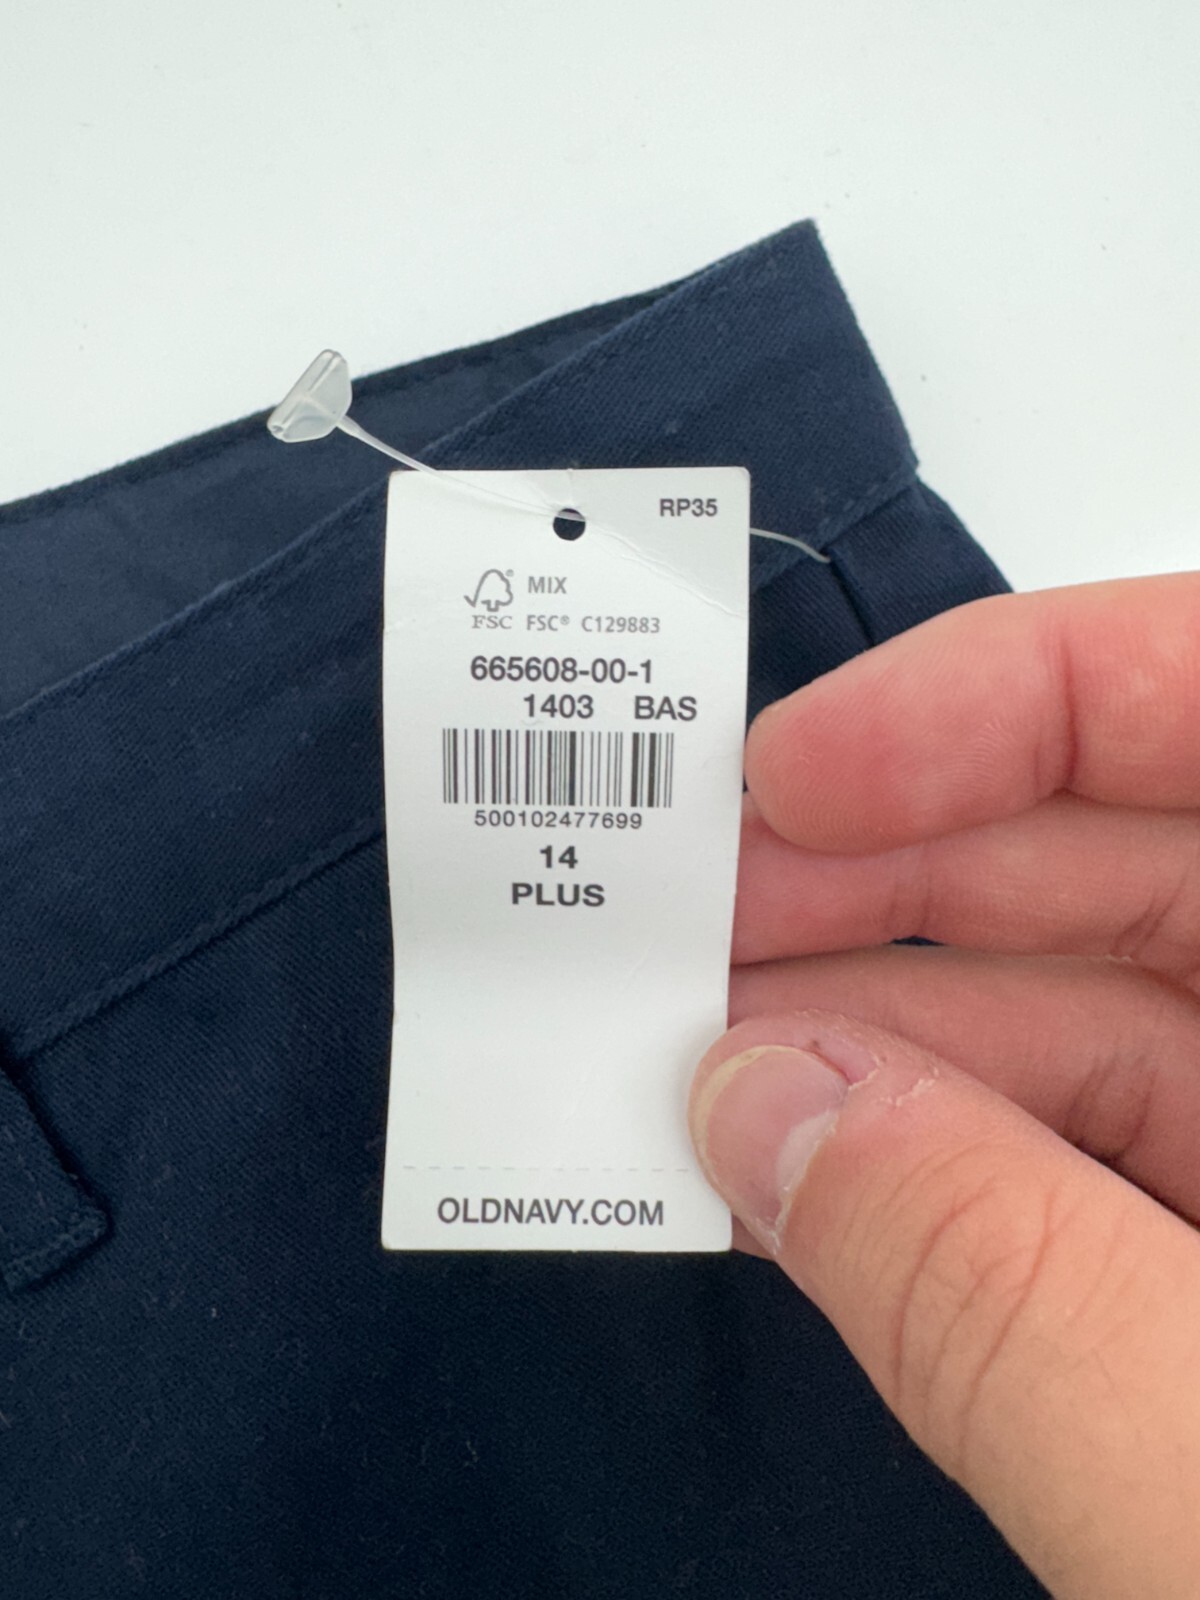 RP35
MIX
FSC FSC® C129883
665608-00-1
1403 BAS
500102477699
14
PLUS
OLDNAVY.COM